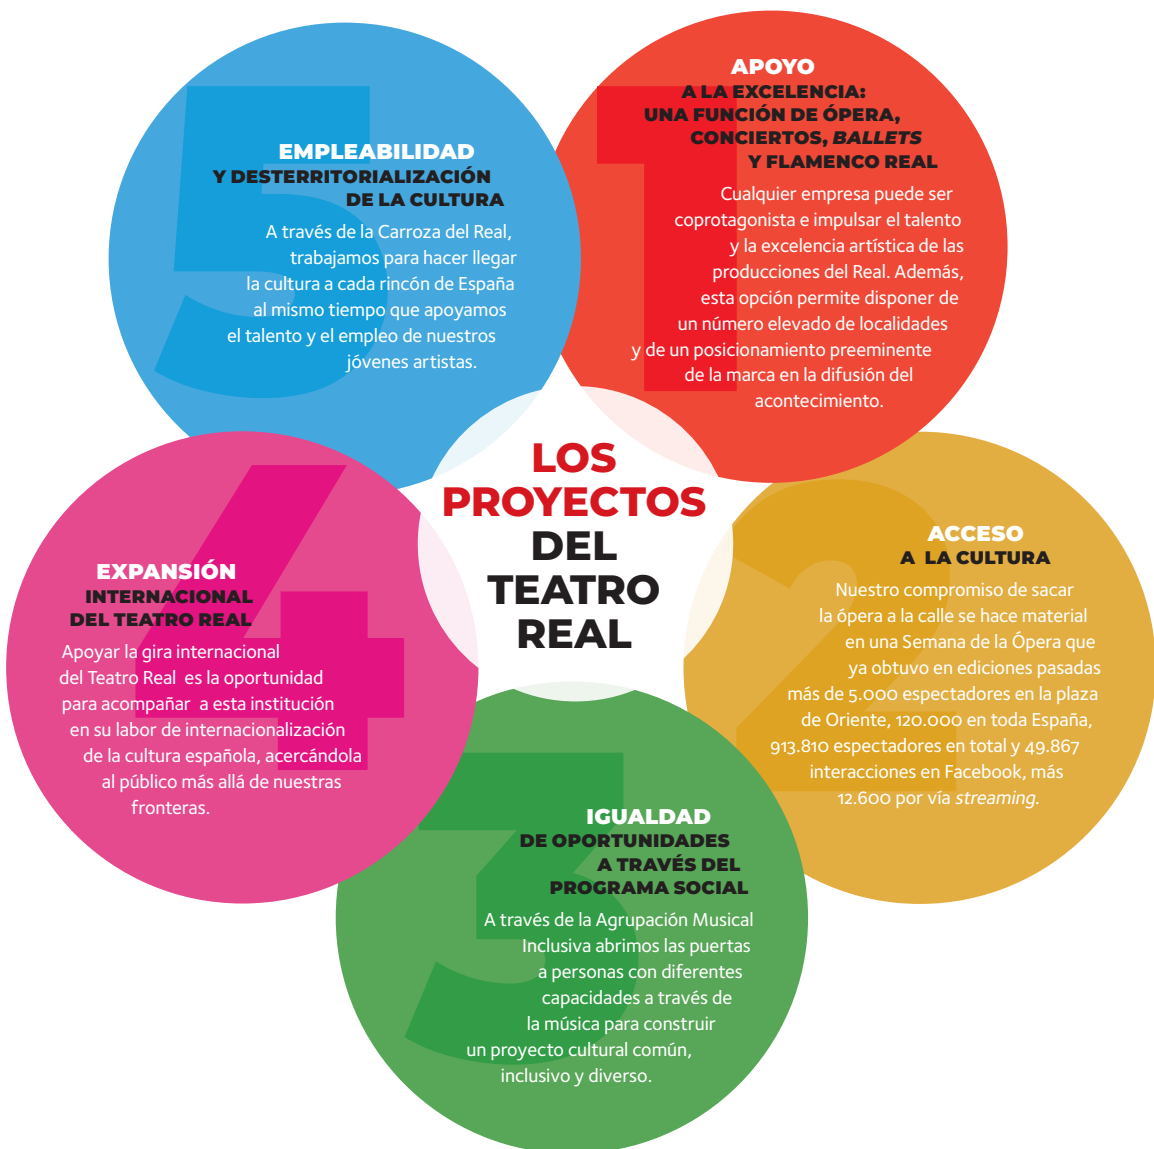 LOS
PROYECTOS
DEL
TEATRO
REAL
1
APOYO
A LA EXCELENCIA:
UNA FUNCIÓN DE ÓPERA,
CONCIERTOS, BALLETS
Y FLAMENCO REAL
Cualquier empresa puede ser
coprotagonista e impulsar el talento
y la excelencia artística de las
producciones del Real. Además,
esta opción permite disponer de
un número elevado de localidades
y de un posicionamiento preeminente
de la marca en la difusión del
acontecimiento.
2
ACCESO
A LA CULTURA
Nuestro compromiso de sacar
la ópera a la calle se hace material
en una Semana de la Ópera que
ya obtuvo en ediciones pasadas
más de 5.000 espectadores en la plaza
de Oriente, 120.000 en toda España,
913.810 espectadores en total y 49.867
interacciones en Facebook, más
12.600 por vía streaming.
3
IGUALDAD
DE OPORTUNIDADES
A TRAVÉS DEL
PROGRAMA SOCIAL
A través de la Agrupación Musical
Inclusiva abrimos las puertas
a personas con diferentes
capacidades a través de
la música para construir
un proyecto cultural común,
inclusivo y diverso.
4
EXPANSIÓN
INTERNACIONAL
DEL TEATRO REAL
Apoyar la gira internacional
del Teatro Real es la oportunidad
para acompañar a esta institución
en su labor de internacionalización
de la cultura española, acercándola
al público más allá de nuestras
fronteras.
5
EMPLEABILIDAD
Y DESTERRITORIALIZACIÓN
DE LA CULTURA
A través de la Carroza del Real,
trabajamos para hacer llegar
la cultura a cada rincón de España
al mismo tiempo que apoyamos
el talento y el empleo de nuestros
jóvenes artistas.